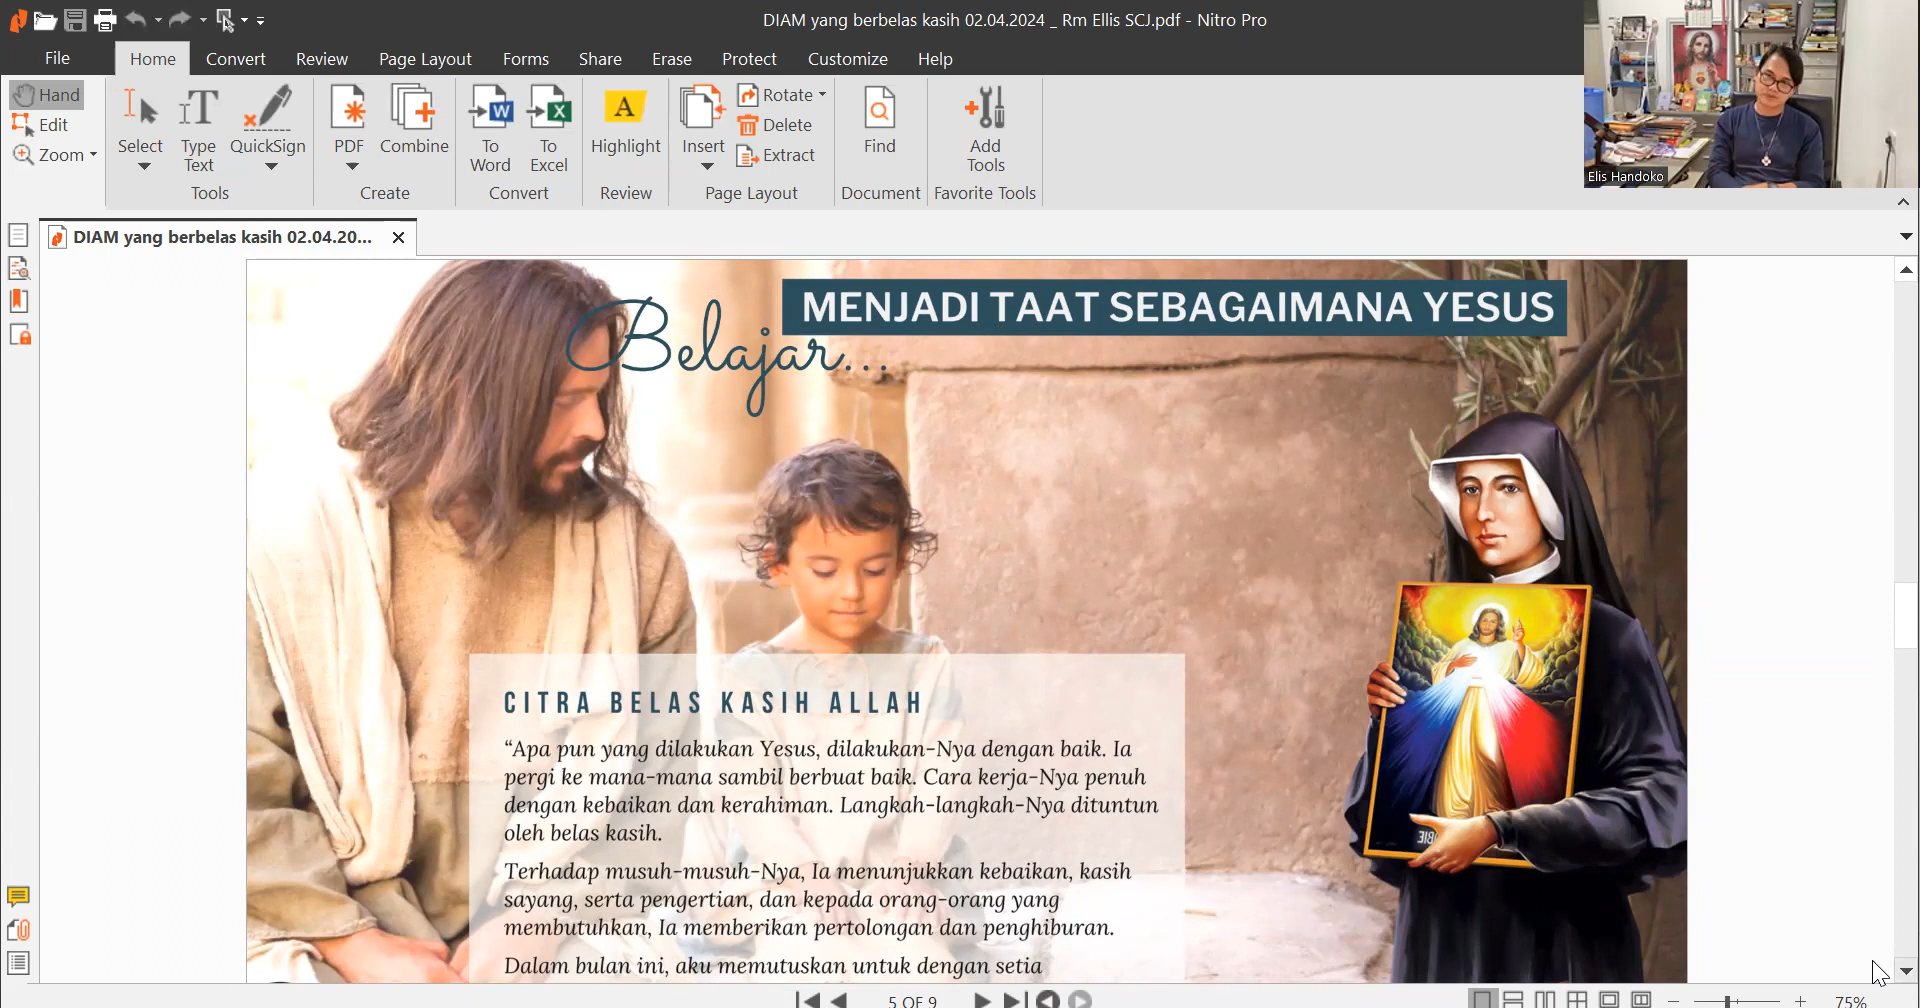 DIAM yang berbelas kasih 02.04.2024 _ Rm Ellis SCJ.pdf - Nitro Pro
File Home Convert Review Page Layout Forms Share Erase Protect Customize Help
Hand
Edit
Zoom
Select
Type Text
QuickSign
Tools
PDF
Combine
Create
To Word
To Excel
Convert
Highlight
Review
Insert
Rotate
Delete
Extract
Page Layout
Find
Document
Add Tools
Favorite Tools
Elis Handoko
DIAM yang berbelas kasih 02.04.20...
Belajar...
MENJADI TAAT SEBAGAIMANA YESUS
CITRA BELAS KASIH ALLAH
“Apa pun yang dilakukan Yesus, dilakukan-Nya dengan baik. Ia
pergi ke mana-mana sambil berbuat baik. Cara kerja-Nya penuh
dengan kebaikan dan kerahiman. Langkah-langkah-Nya dituntun
oleh belas kasih.
Terhadap musuh-musuh-Nya, Ia menunjukkan kebaikan, kasih
sayang, serta pengertian, dan kepada orang-orang yang
membutuhkan, Ia memberikan pertolongan dan penghiburan.
Dalam bulan ini, aku memutuskan untuk dengan setia
5 OF 9
75%